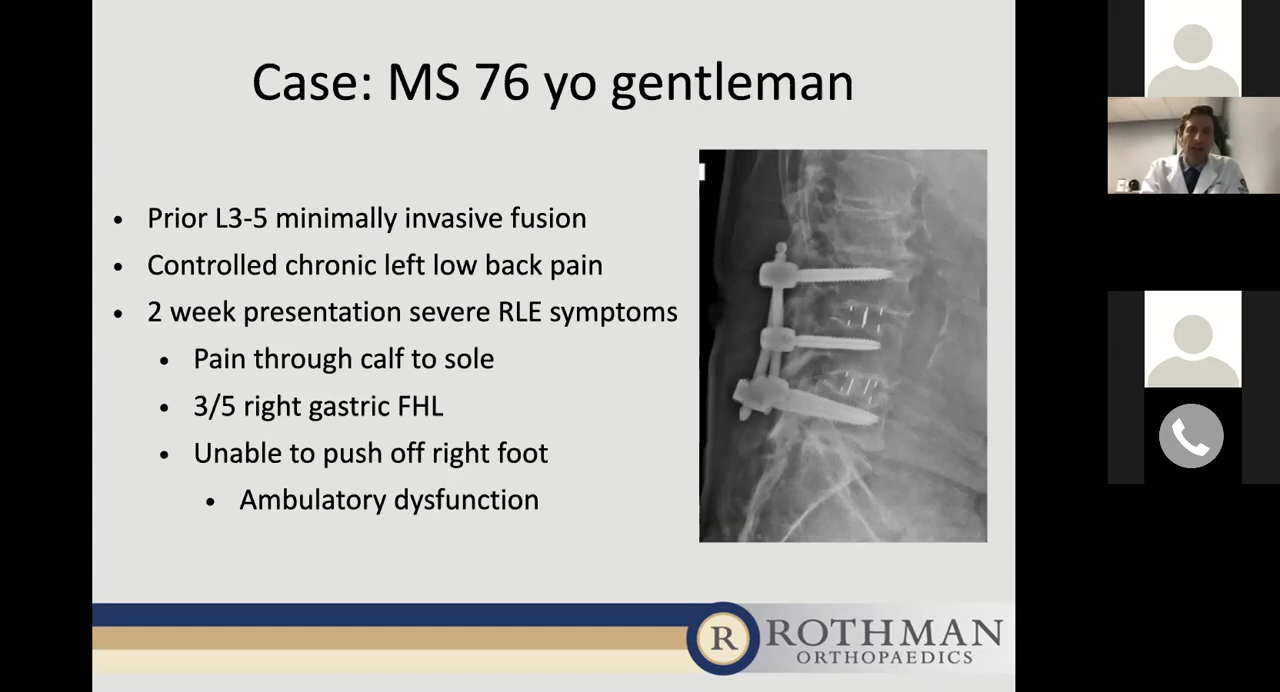 Case: MS 76 yo gentleman
• Prior L3-5 minimally invasive fusion
• Controlled chronic left low back pain
• 2 week presentation severe RLE symptoms
• Pain through calf to sole
• 3/5 right gastric FHL
• Unable to push off right foot
• Ambulatory dysfunction
R
ROTHMAN
ORTHOPAEDICS